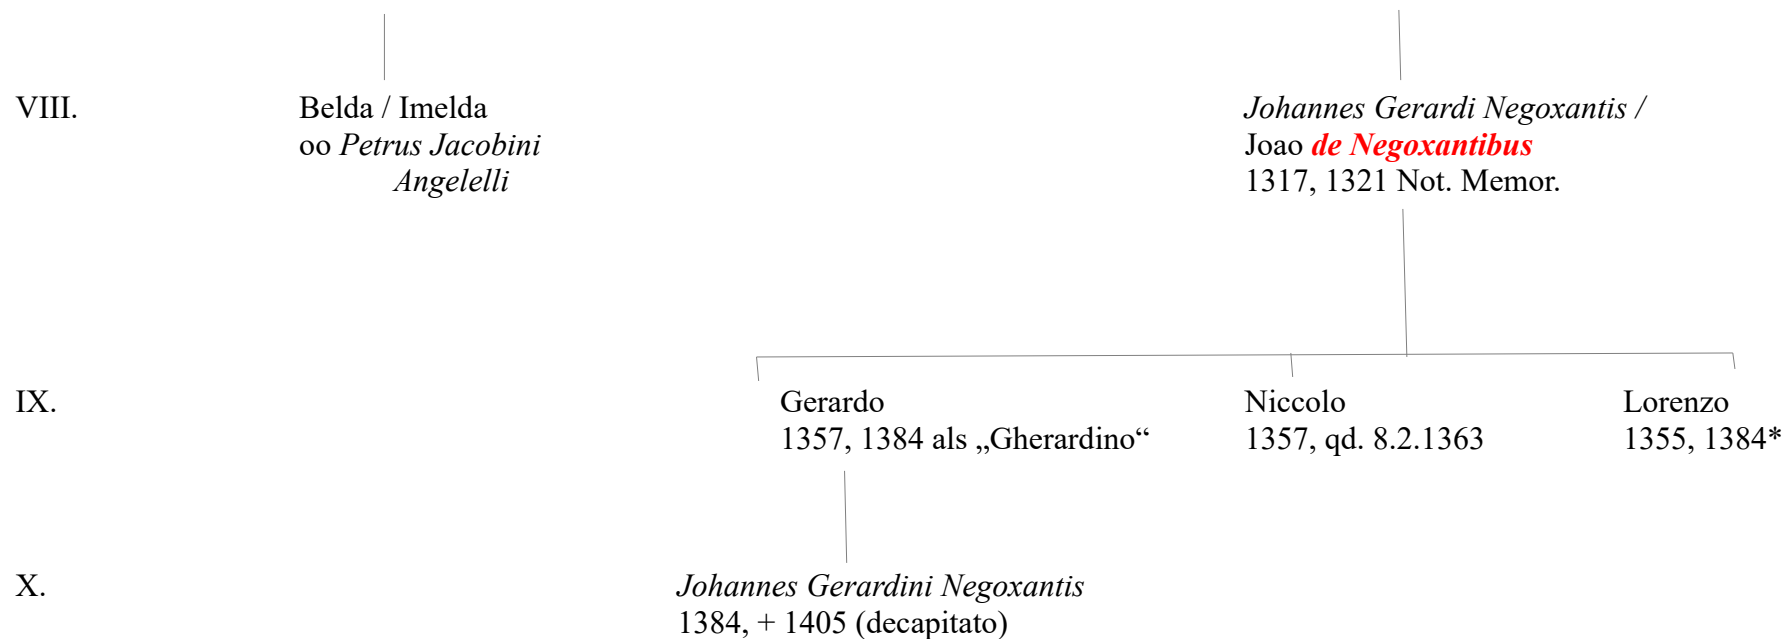 VIII.
Belda / Imelda
oo Petrus Jacobini
Angelelli
Johannes Gerardi Negoxantis /
Joao de Negoxantibus
1317, 1321 Not. Memor.
IX.
Gerardo
1357, 1384 als „Gherardino“
Niccolo
1357, qd. 8.2.1363
Lorenzo
1355, 1384*
X.
Johannes Gerardini Negoxantis
1384, + 1405 (decapitato)